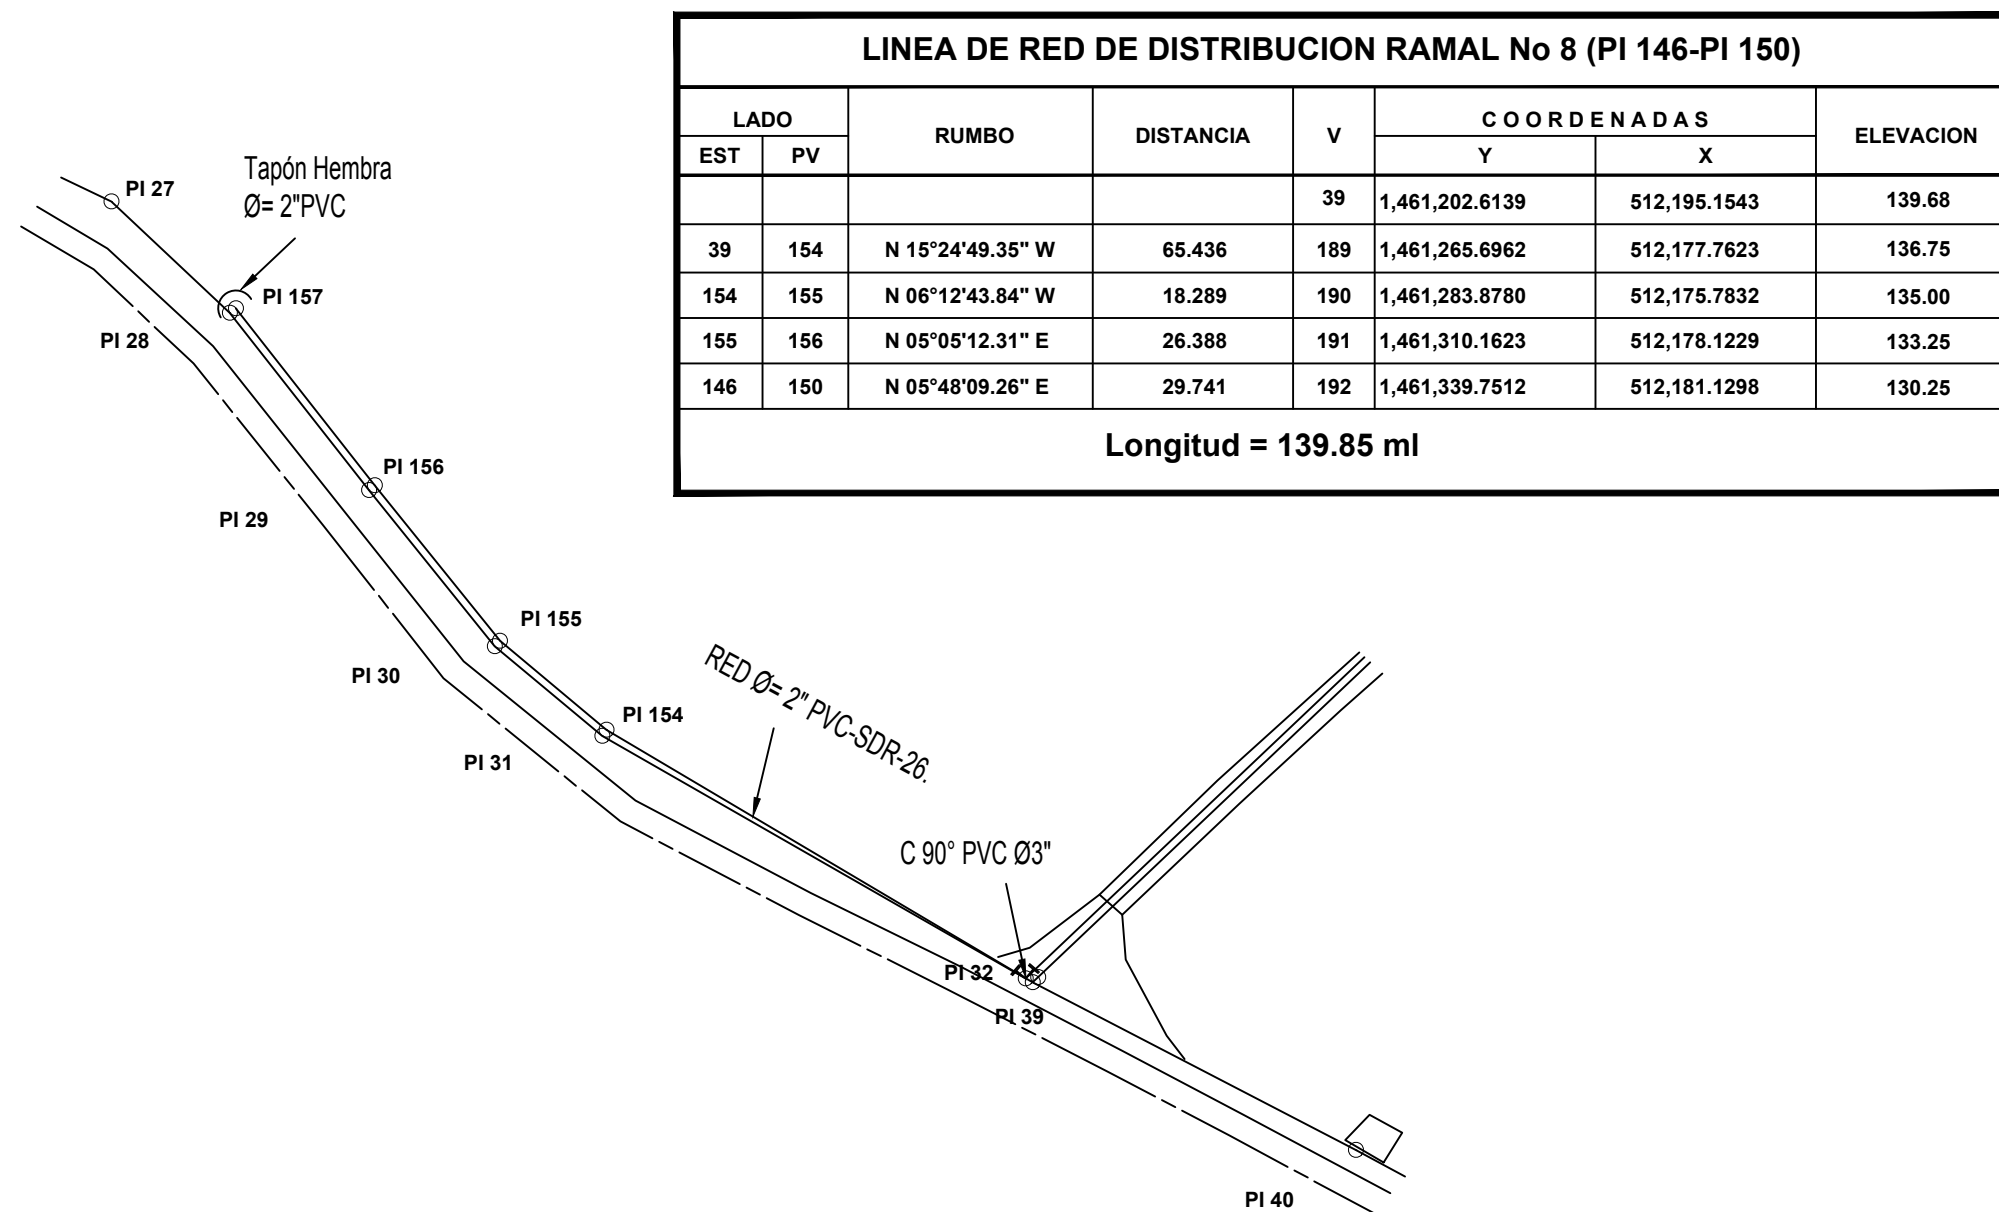 LINEA DE RED DE DISTRIBUCION RAMAL No 8 (PI 146-PI 150)
LADO RUMBO DISTANCIA V COORDENADAS ELEVACION
EST PV Y X
39 1,461,202.6139 512,195.1543 139.68
39 154 N 15°24'49.35" W 65.436 189 1,461,265.6962 512,177.7623 136.75
154 155 N 06°12'43.84" W 18.289 190 1,461,283.8780 512,175.7832 135.00
155 156 N 05°05'12.31" E 26.388 191 1,461,310.1623 512,178.1229 133.25
146 150 N 05°48'09.26" E 29.741 192 1,461,339.7512 512,181.1298 130.25
Longitud = 139.85 ml
Tapón Hembra
Ø= 2"PVC
PI 27
PI 157
PI 28
PI 156
PI 29
PI 155
PI 30
PI 154
PI 31
RED Ø= 2" PVC-SDR-26.
C 90° PVC Ø3"
PI 32
PI 39
PI 40